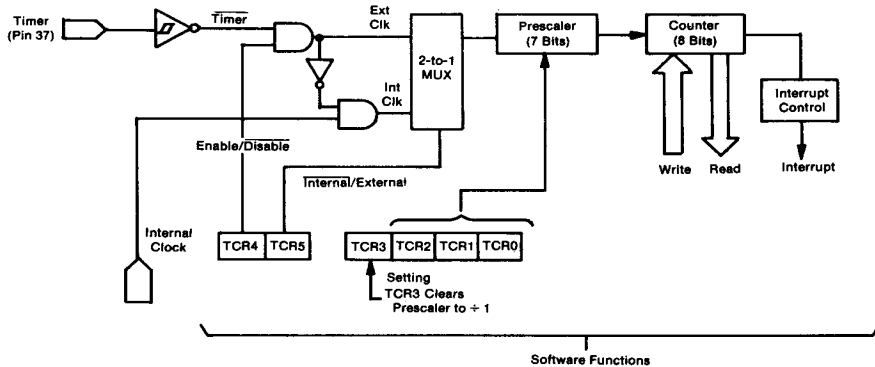 Timer
(Pin 37)
Timer
Ext
Clk
2-to-1
MUX
Prescaler
(7 Bits)
Counter
(8 Bits)
Int
Clk
Interrupt
Control
Enable/Disable
Write
Read
Interrupt
Internal/External
Internal
Clock
TCR4
TCR5
TCR3
TCR2
TCR1
TCR0
Setting
TCR3 Clears
Prescaler to ÷ 1
Software Functions